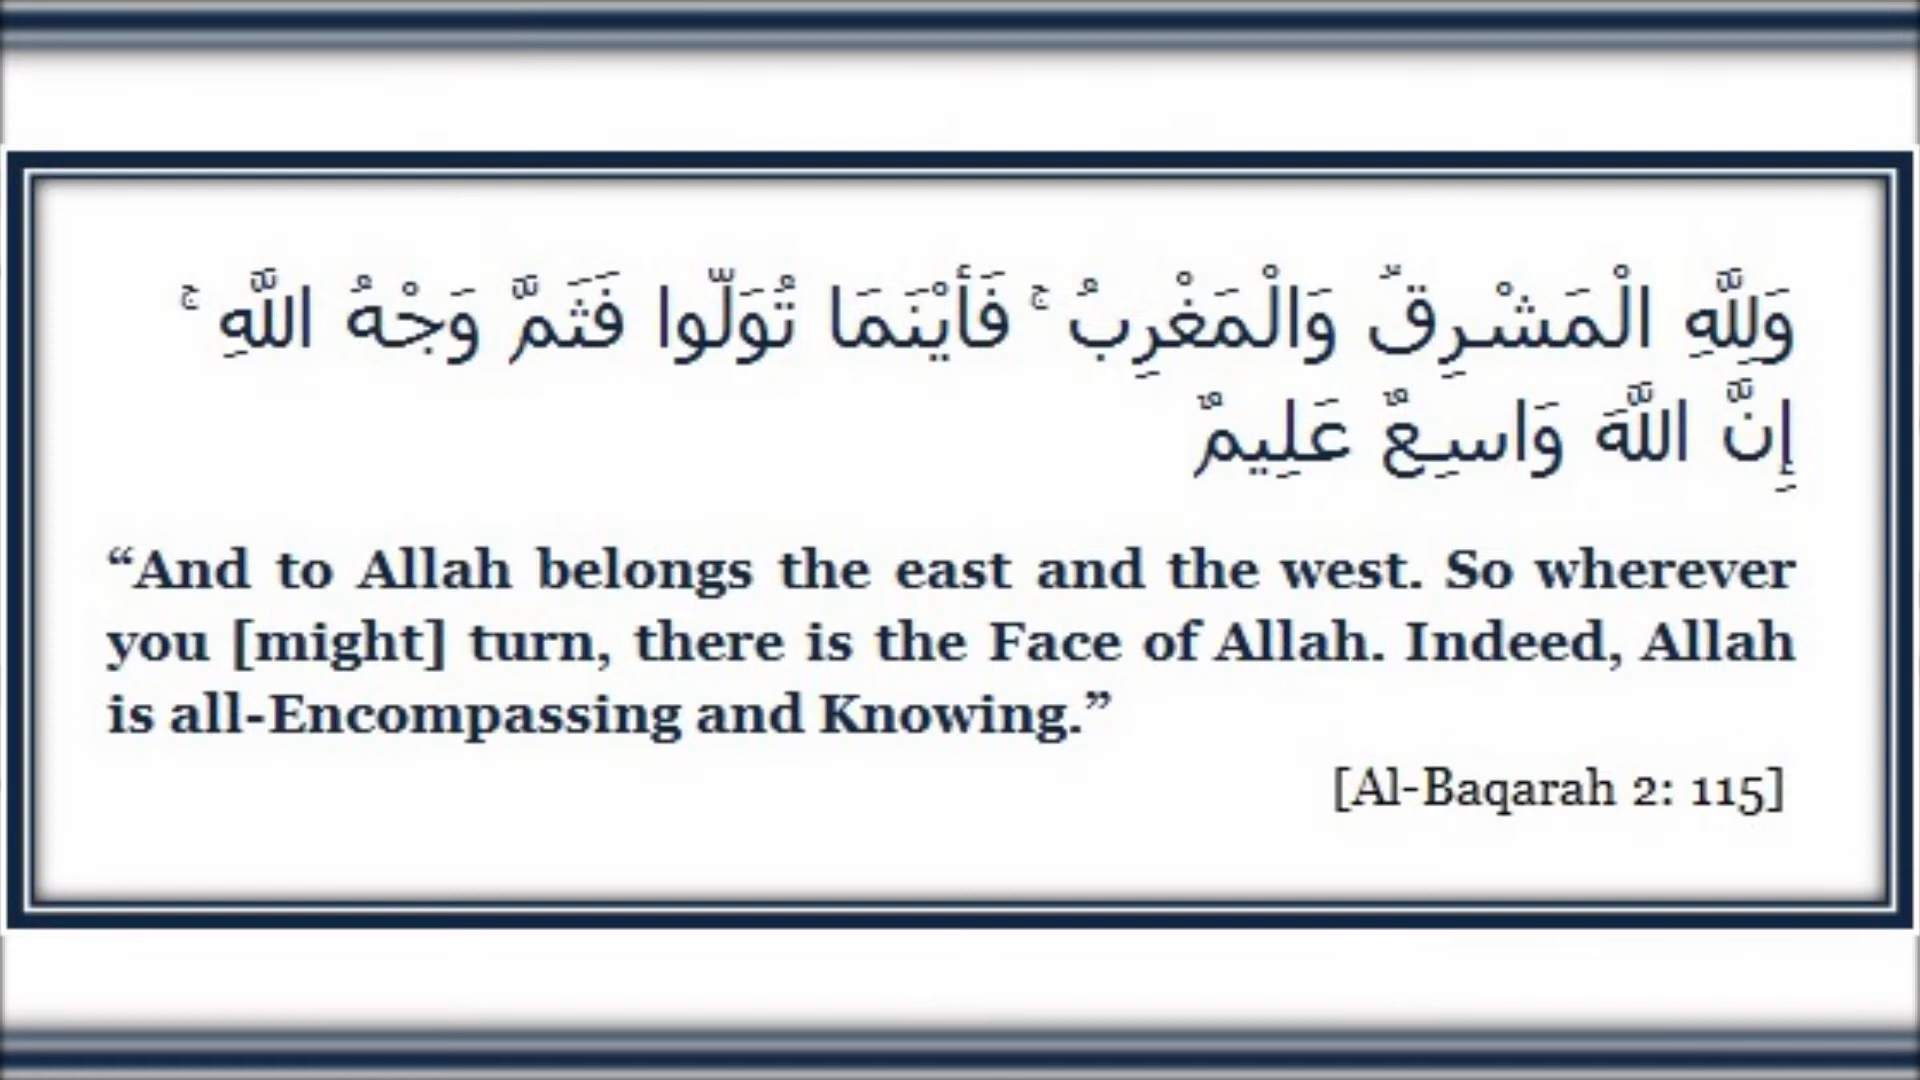 وَلِلَّهِ الْمَشْرِقُ وَالْمَغْرِبُ ۚ فَأَيْنَمَا تُوَلُّوا فَثَمَّ وَجْهُ اللَّهِ ۚ
إِنَّ اللَّهَ وَاسِعٌ عَلِيمٌ
“And to Allah belongs the east and the west. So wherever
you [might] turn, there is the Face of Allah. Indeed, Allah
is all-Encompassing and Knowing.”
[Al-Baqarah 2: 115]